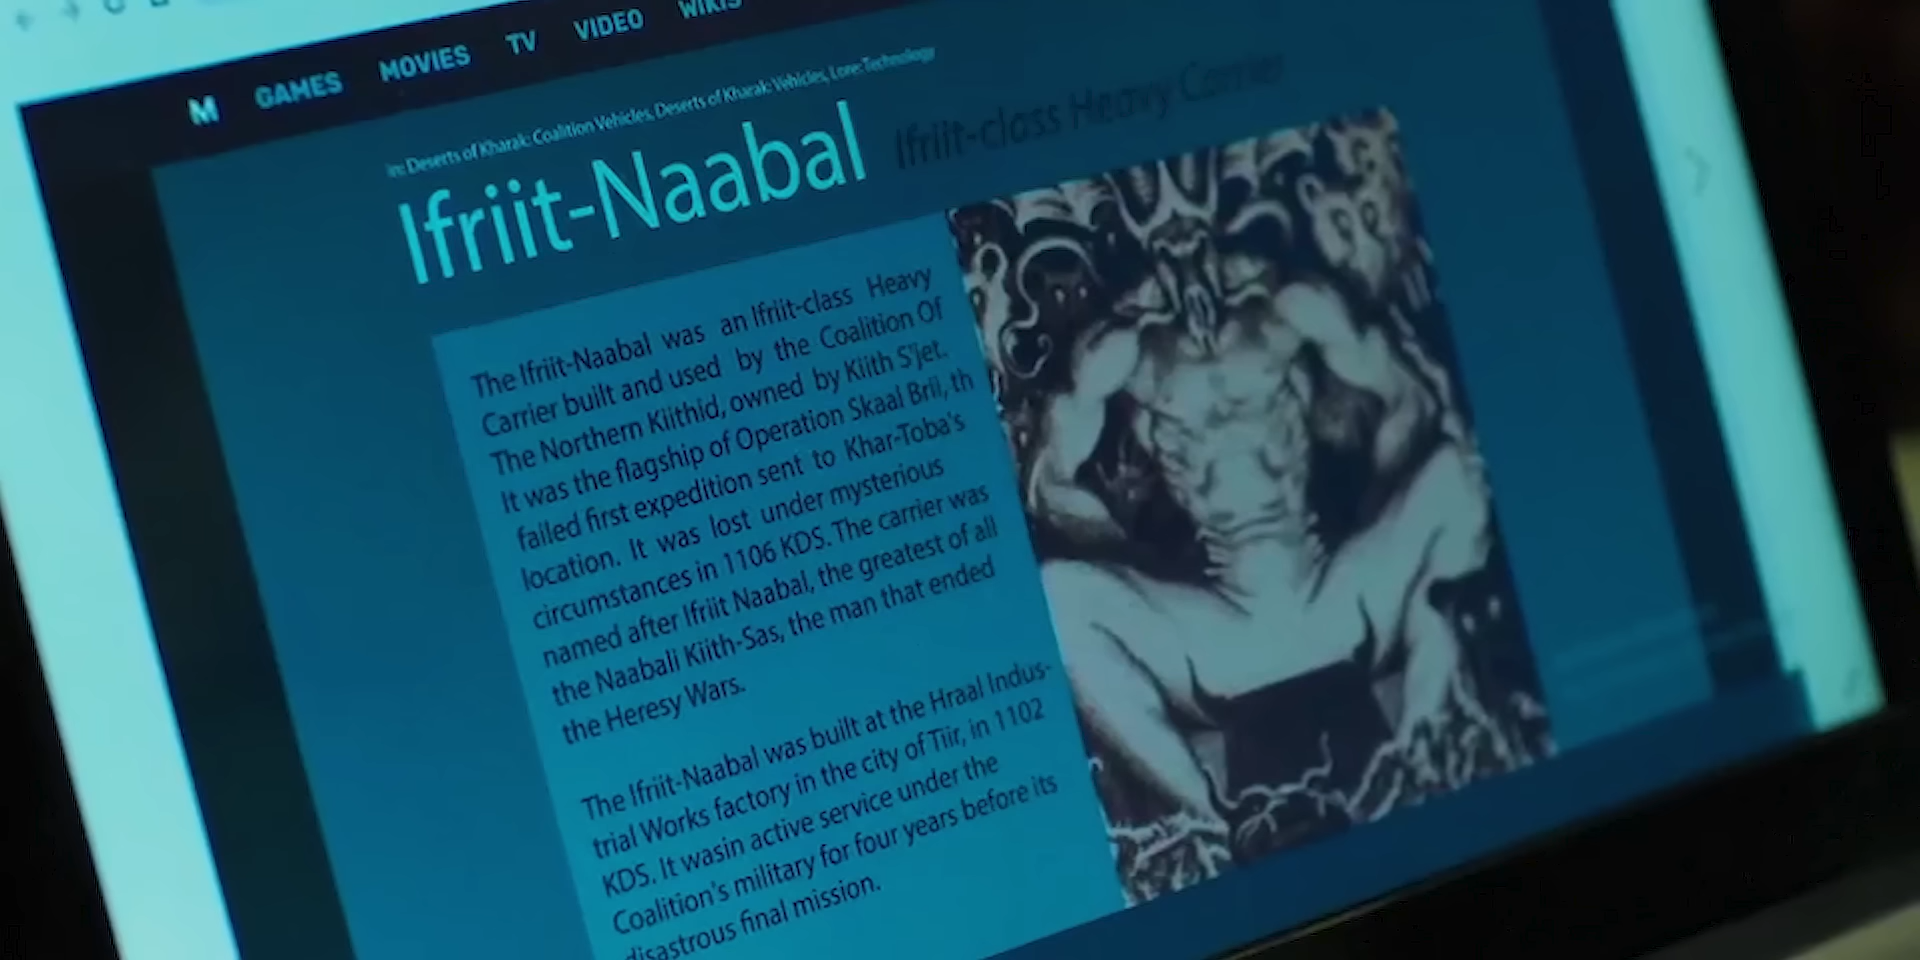 M GAMES MOVIES TV VIDEO WIKIS
in: Deserts of Kharak: Coalition Vehicles, Deserts of Kharak: Vehicles, Lore: Technology
Ifriit-Naabal Ifriit-class Heavy Carrier
The Ifriit-Naabal was an Ifriit-class Heavy
Carrier built and used by the Coalition Of
The Northern Kiithid, owned by Kiith S'jet.
It was the flagship of Operation Skaal Bril, th
failed first expedition sent to Khar-Toba's
location. It was lost under mysterious
circumstances in 1106 KDS. The carrier was
named after Ifriit Naabal, the greatest of all
the Naabali Kiith-Sas, the man that ended
the Heresy Wars.
The Ifriit-Naabal was built at the Hraal Indus-
trial Works factory in the city of Tiir, in 1102
KDS. It wasin active service under the
Coalition's military for four years before its
disastrous final mission.